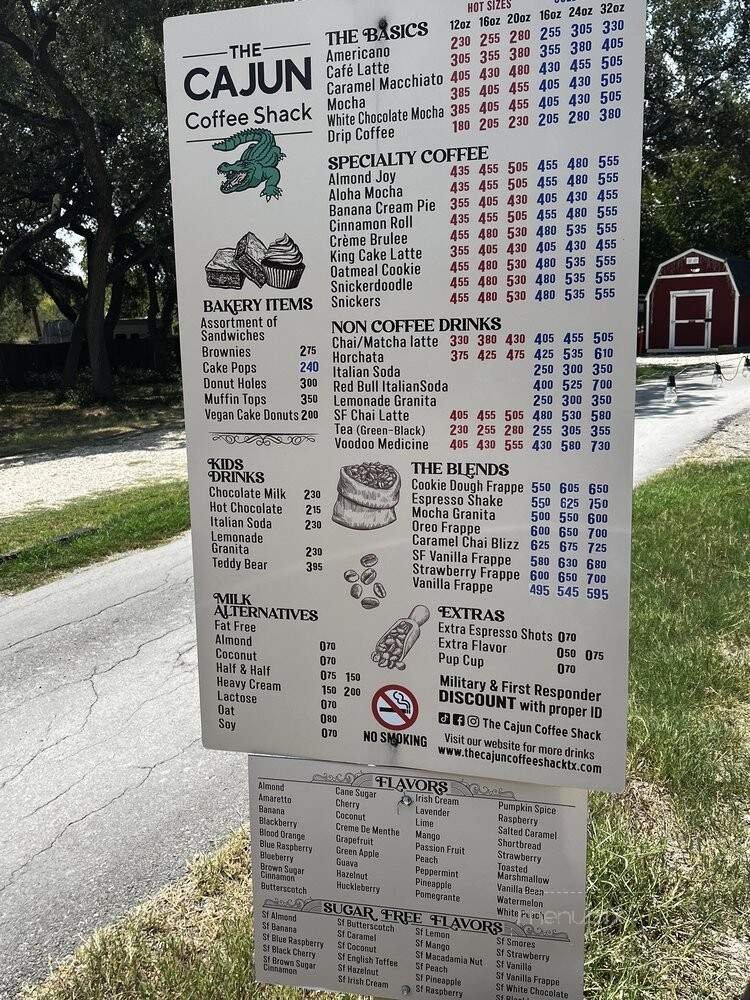 THE
CAJUN
Coffee Shack
HOT SIZES
12oz 16oz 20oz 16oz 24oz 32oz
THE BASICS
Americano 230 255 280 255 305 330
Café Latte 305 355 380 355 380 405
Caramel Macchiato 405 430 480 430 455 505
Mocha 385 405 455 405 430 505
White Chocolate Mocha 385 405 455 405 430 505
Drip Coffee 180 205 230 205 280 380
SPECIALTY COFFEE
Almond Joy 435 455 505 455 480 555
Aloha Mocha 435 455 505 455 480 555
Banana Cream Pie 355 405 430 405 430 455
Cinnamon Roll 435 455 505 455 480 555
Crème Brulee 455 480 530 480 535 555
King Cake Latte 355 405 430 405 430 455
Oatmeal Cookie 455 480 530 480 535 555
Snickerdoodle 455 480 530 480 535 555
Snickers 455 480 530 480 535 555
NON COFFEE DRINKS
Chai/Matcha latte 330 380 430 405 455 505
Horchata 375 425 475 425 535 610
Italian Soda 250 300 350
Red Bull ItalianSoda 400 525 700
Lemonade Granita 250 300 350
SF Chai Latte 405 455 505 480 530 580
Tea (Green-Black) 230 255 280 255 305 355
Voodoo Medicine 405 430 555 430 580 730
BAKERY ITEMS
Assortment of
Sandwiches
Brownies 275
Cake Pops 240
Donut Holes 300
Muffin Tops 350
Vegan Cake Donuts 200
KIDS
DRINKS
Chocolate Milk 230
Hot Chocolate 215
Italian Soda 230
Lemonade
Granita 230
Teddy Bear 395
THE BLENDS
Cookie Dough Frappe 550 605 650
Espresso Shake 550 625 750
Mocha Granita 500 550 600
Oreo Frappe 600 650 700
Caramel Chai Blizz 625 675 725
SF Vanilla Frappe 580 630 680
Strawberry Frappe 600 650 700
Vanilla Frappe 495 545 595
MILK
ALTERNATIVES
Fat Free
Almond 070
Coconut 070
Half & Half 075 150
Heavy Cream 150 200
Lactose 070
Oat 080
Soy 070
NO SMOKING
EXTRAS
Extra Espresso Shots 070
Extra Flavor 050 075
Pup Cup 070
Military & First Responder
DISCOUNT with proper ID
The Cajun Coffee Shack
Visit our website for more drinks
www.thecajuncoffeeshacktx.com
FLAVORS
Almond
Amaretto
Banana
Blackberry
Blood Orange
Blue Raspberry
Blueberry
Brown Sugar
Cinnamon
Butterscotch
Cane Sugar
Cherry
Coconut
Creme De Menthe
Grapefruit
Green Apple
Guava
Hazelnut
Huckleberry
Irish Cream
Lavender
Lime
Mango
Passion Fruit
Peach
Peppermint
Pineapple
Pomegrante
Pumpkin Spice
Raspberry
Salted Caramel
Shortbread
Strawberry
Toasted
Marshmallow
Vanilla Bean
Watermelon
White
SUGAR FREE FLAVORS
Sf Almond
Sf Banana
Sf Blue Raspberry
Sf Black Cherry
Sf Brown Sugar
Cinnamon
Sf Butterscotch
Sf Caramel
Sf Coconut
Sf English Toffee
Sf Hazelnut
Sf Irish Cream
Sf Lemon
Sf Mango
Sf Macadamia Nut
Sf Peach
Sf Pineapple
Sf Raspberry
Sf Smores
Sf Strawberry
Sf Vanilla
Sf Vanilla Frappe
Sf White Chocolate